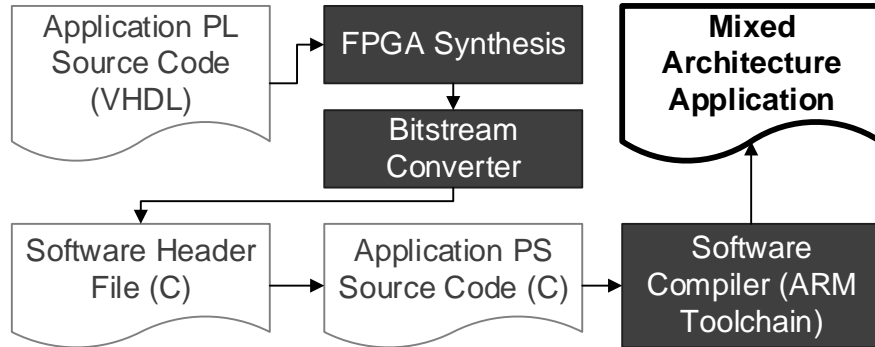 Application PL
Source Code
(VHDL)
FPGA Synthesis
Bitstream
Converter
Software Header
File (C)
Application PS
Source Code (C)
Software
Compiler (ARM
Toolchain)
Mixed
Architecture
Application